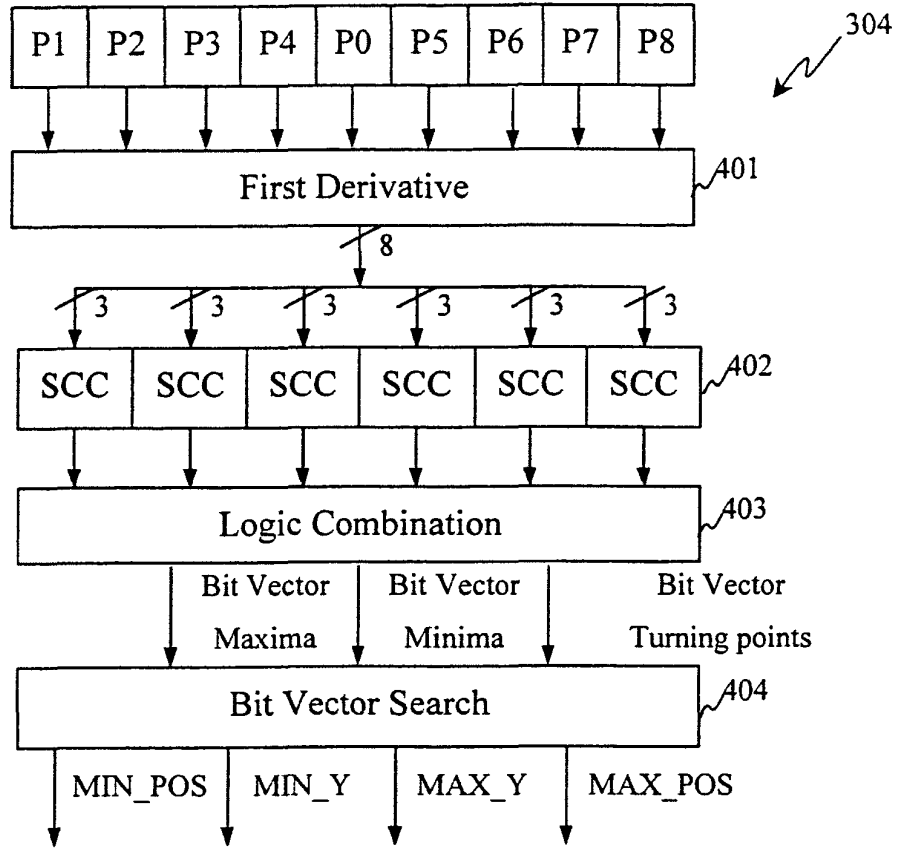 P1 P2 P3 P4 P0 P5 P6 P7 P8
304
First Derivative
401
8
3 3 3 3 3 3
SCC SCC SCC SCC SCC SCC
402
Logic Combination
403
Bit Vector Bit Vector Bit Vector
Maxima Minima Turning points
Bit Vector Search
404
MIN_POS MIN_Y MAX_Y MAX_POS